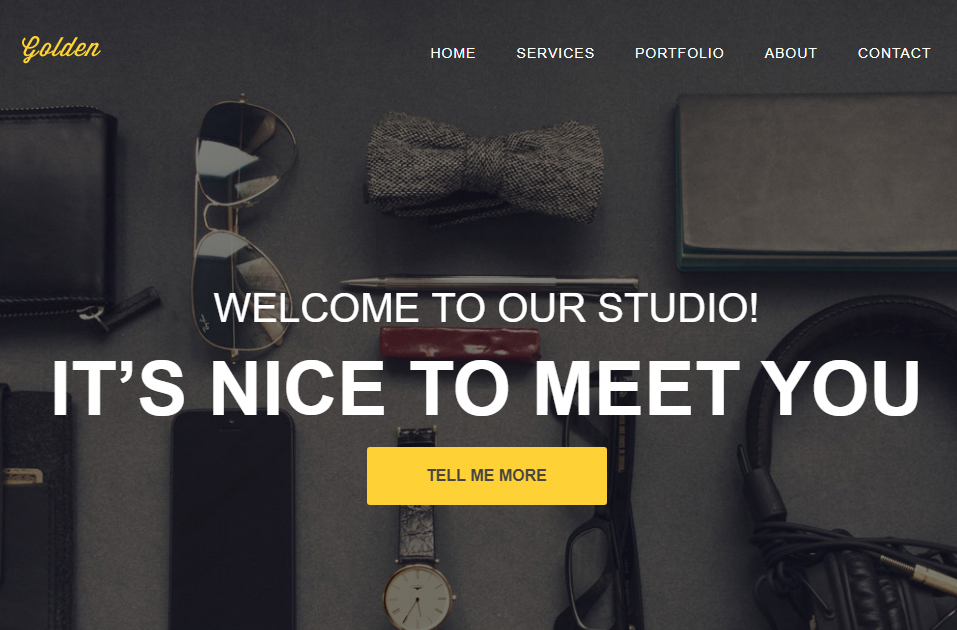 Golden
HOME SERVICES PORTFOLIO ABOUT CONTACT
WELCOME TO OUR STUDIO!
IT’S NICE TO MEET YOU
TELL ME MORE